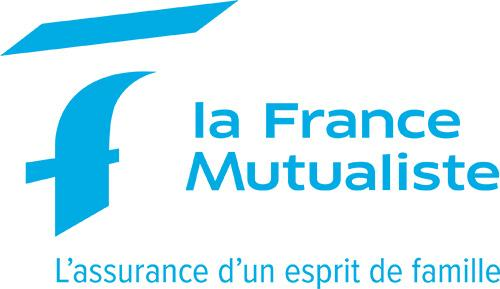 la France
Mutualiste
L'assurance d'un esprit de famille